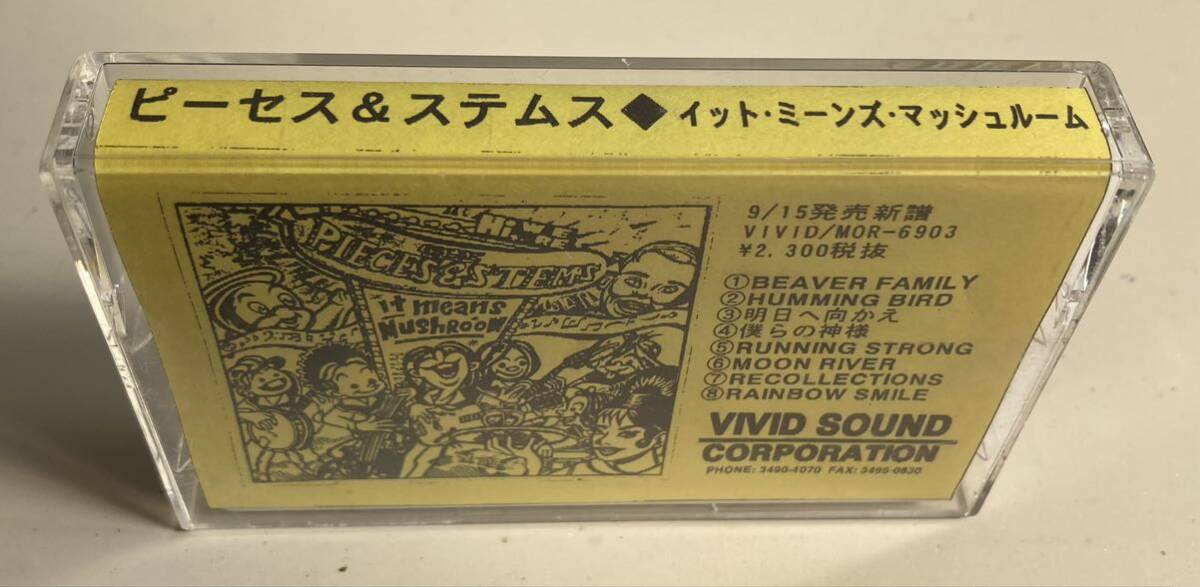 ピーセス&ステムス◆イット・ミーンズ・マッシュルーム
Hi, WE'RE
PIECES & STEMS
it means
MUSHROOM
9/15発売新譜
VIVID/MOR-6903
¥2,300税抜
①BEAVER FAMILY
②HUMMING BIRD
③明日へ向かえ
④僕らの神様
⑤RUNNING STRONG
⑥MOON RIVER
⑦RECOLLECTIONS
⑧RAINBOW SMILE
VIVID SOUND
CORPORATION
PHONE: 3490-4070 FAX: 3495-0830